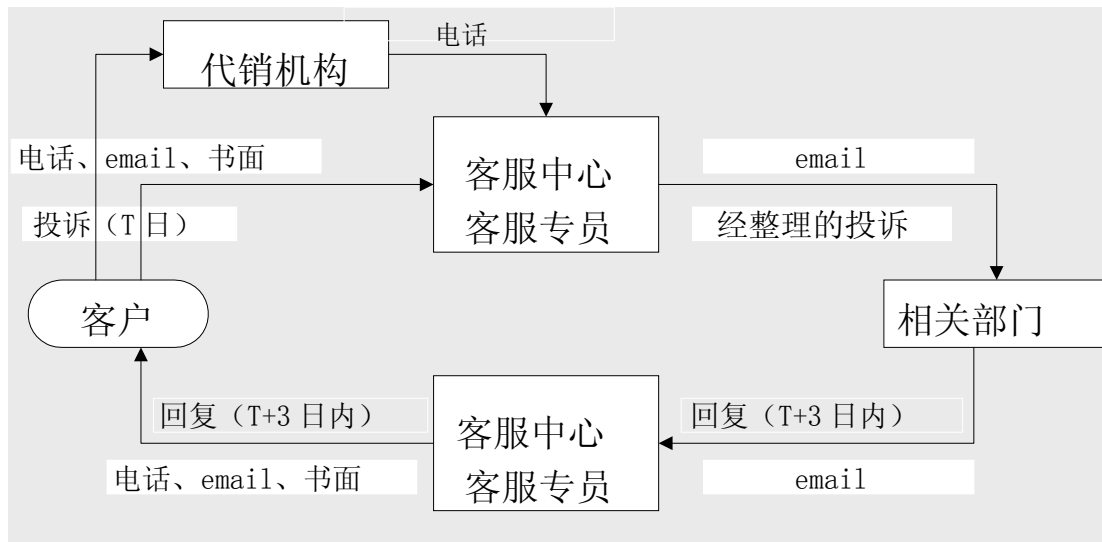 电话
代销机构
电话、email、书面
客服中心
客服专员
email
投诉（T 日）
经整理的投诉
客户
相关部门
回复（T+3 日内）
客服中心
客服专员
回复（T+3 日内）
电话、email、书面
email